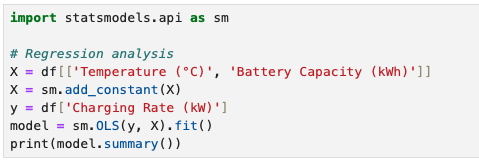 import statsmodels.api as sm

# Regression analysis
X = df[['Temperature (°C)', 'Battery Capacity (kWh)']]
X = sm.add_constant(X)
y = df['Charging Rate (kW)']
model = sm.OLS(y, X).fit()
print(model.summary())